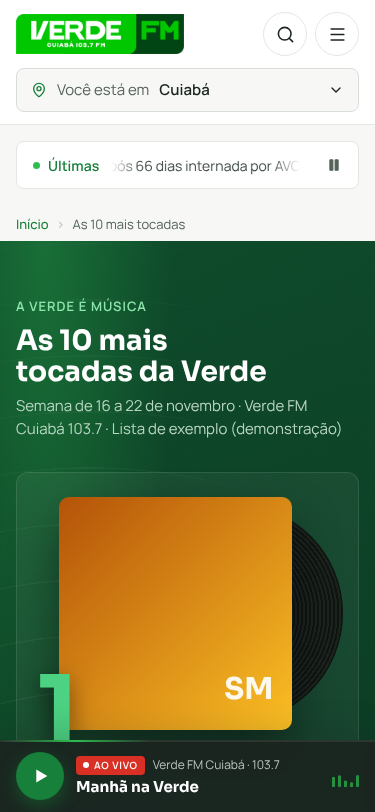 VERDE FM
CUIABÁ 103.7 FM
Você está em Cuiabá
Últimas ós 66 dias internada por AVC
Início › As 10 mais tocadas
A VERDE É MÚSICA
As 10 mais
tocadas da Verde
Semana de 16 a 22 de novembro · Verde FM
Cuiabá 103.7 · Lista de exemplo (demonstração)
SM
1
AO VIVO Verde FM Cuiabá · 103.7
Manhã na Verde